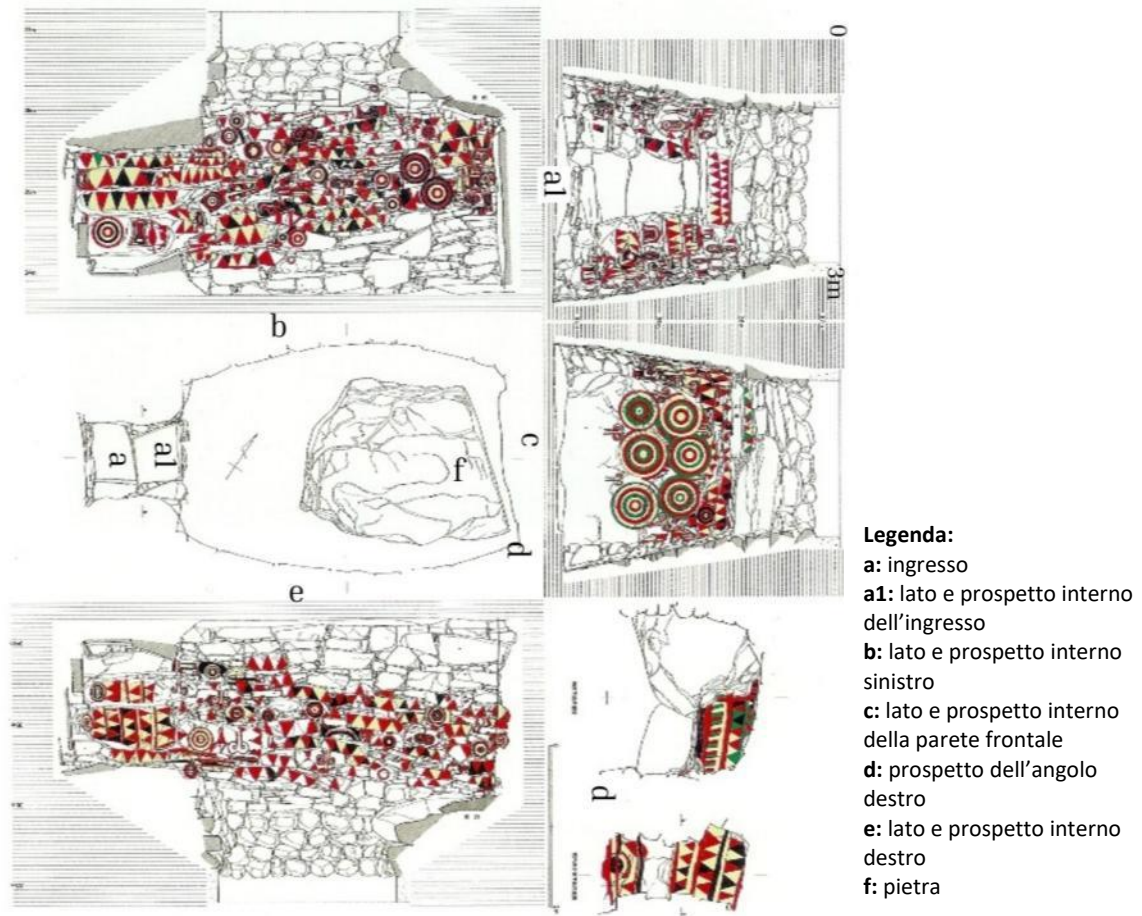 0
a1
3m
b
c
a
a1
f
d
e
d
Legenda:
a: ingresso
a1: lato e prospetto interno
dell'ingresso
b: lato e prospetto interno
sinistro
c: lato e prospetto interno
della parete frontale
d: prospetto dell'angolo
destro
e: lato e prospetto interno
destro
f: pietra